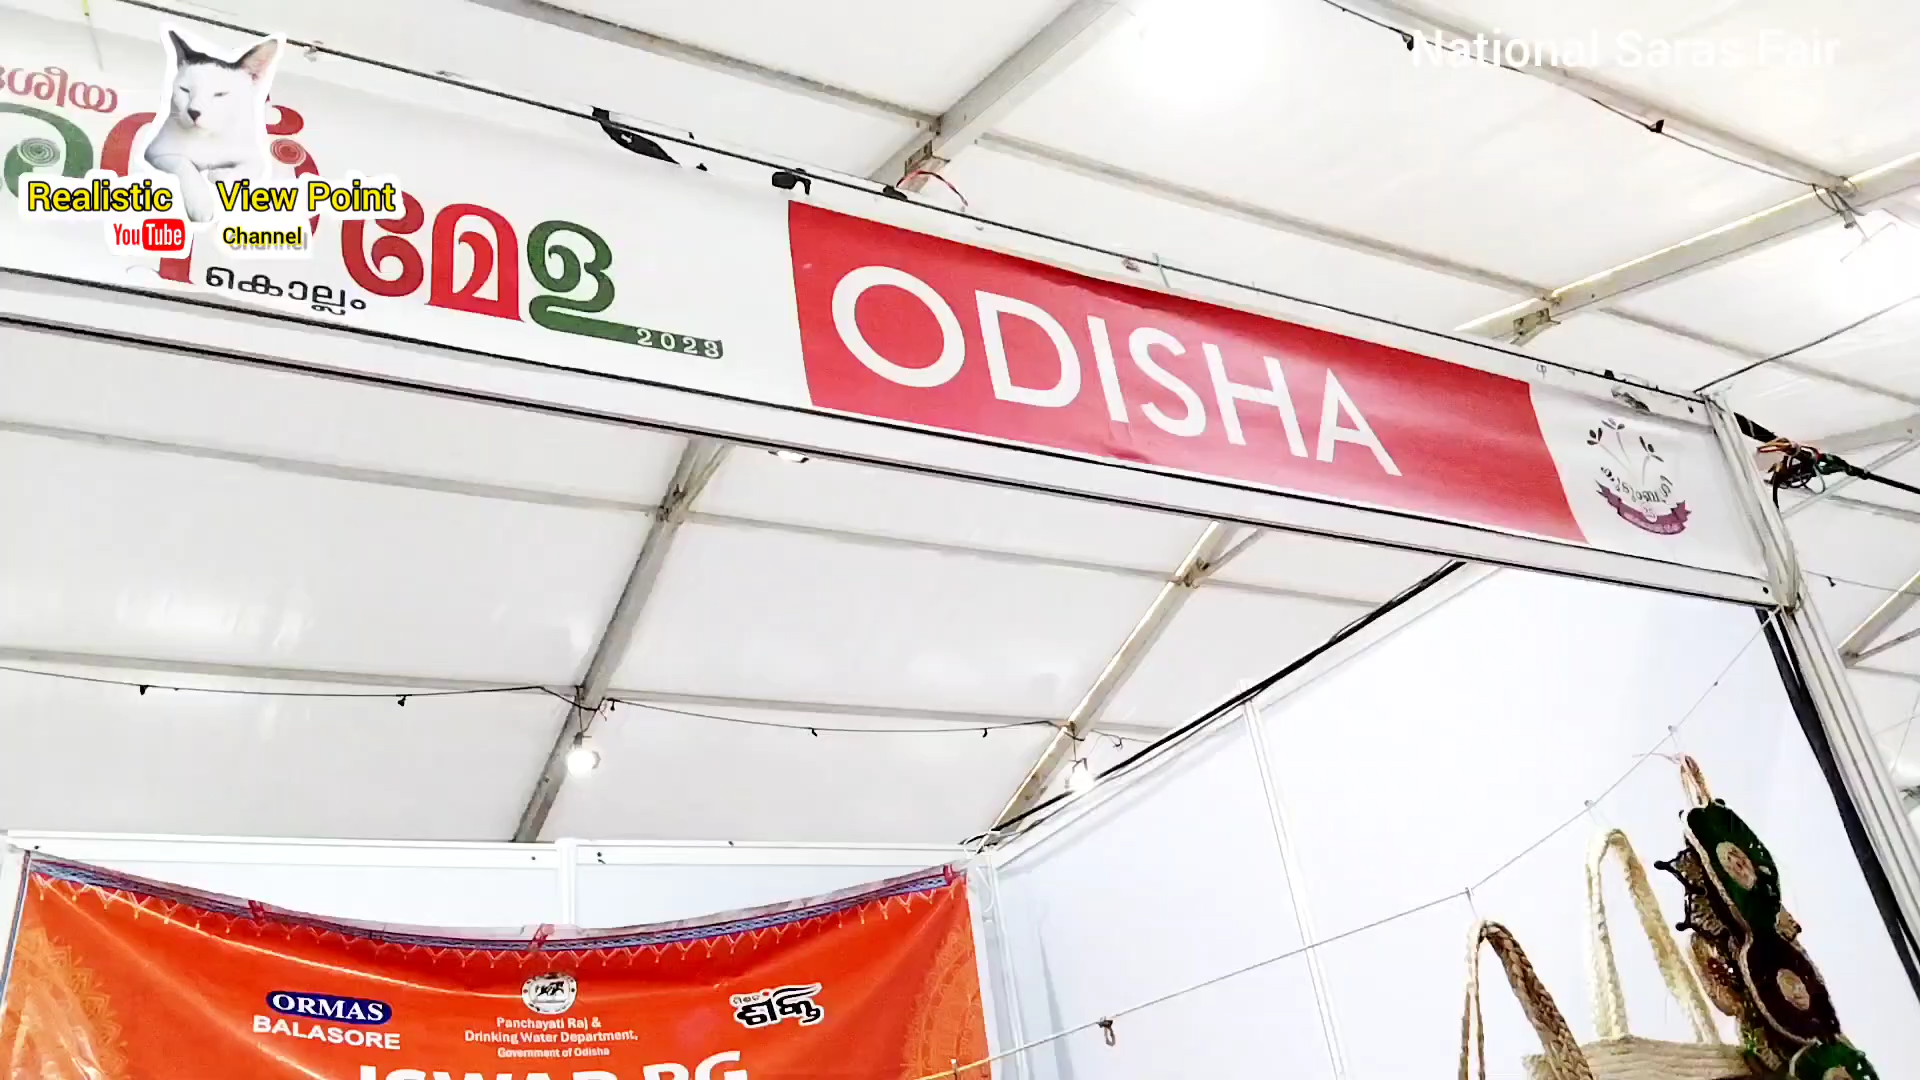 National Saras Fair
Realistic View Point
YouTube Channel
മേള
കൊല്ലം
2023
ODISHA
ORMAS
BALASORE
Panchayati Raj &
Drinking Water Department,
Government of Odisha
ଶକ୍ତି